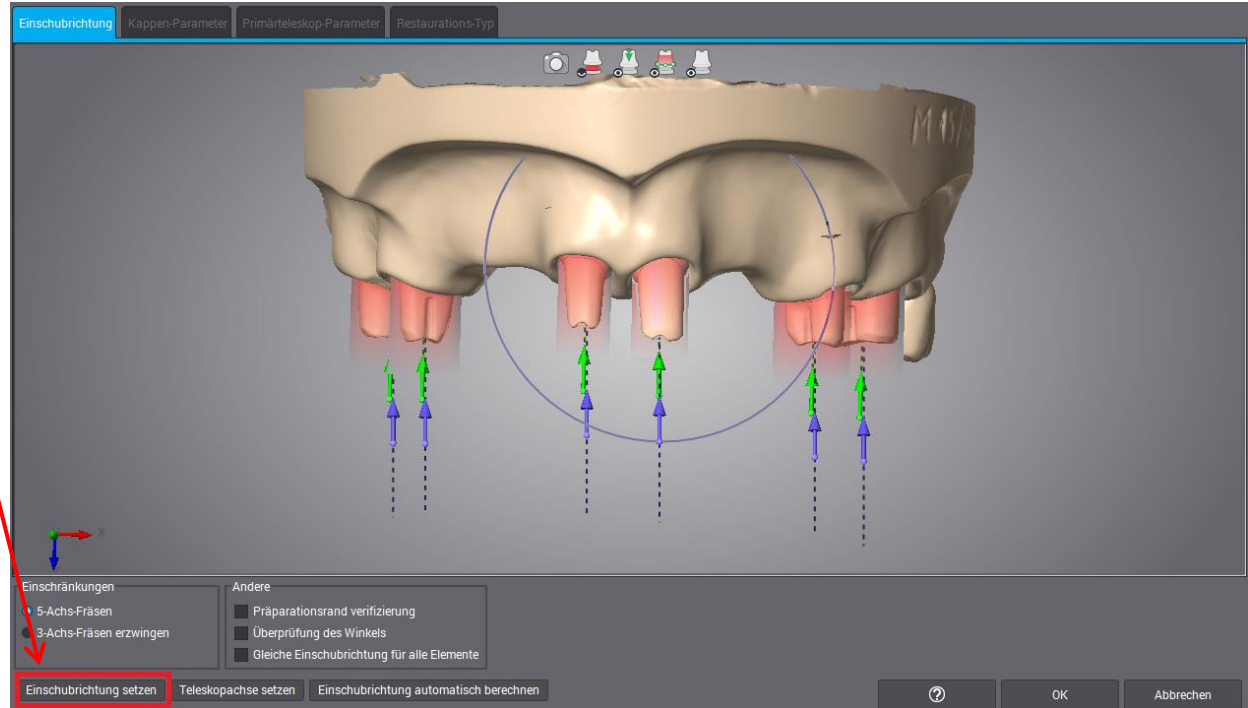 Einschubrichtung Kappen-Parameter Primärteleskop-Parameter Restaurations-Typ
X
Einschränkungen
5-Achs-Fräsen
3-Achs-Fräsen erzwingen
Andere
Präparationsrand verifizierung
Überprüfung des Winkels
Gleiche Einschubrichtung für alle Elemente
Einschubrichtung setzen Teleskopachse setzen Einschubrichtung automatisch berechnen ? OK Abbrechen